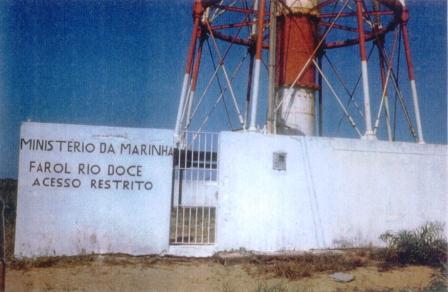 MINISTERIO DA MARINHA
FAROL RIO DOCE
ACESSO RESTRITO